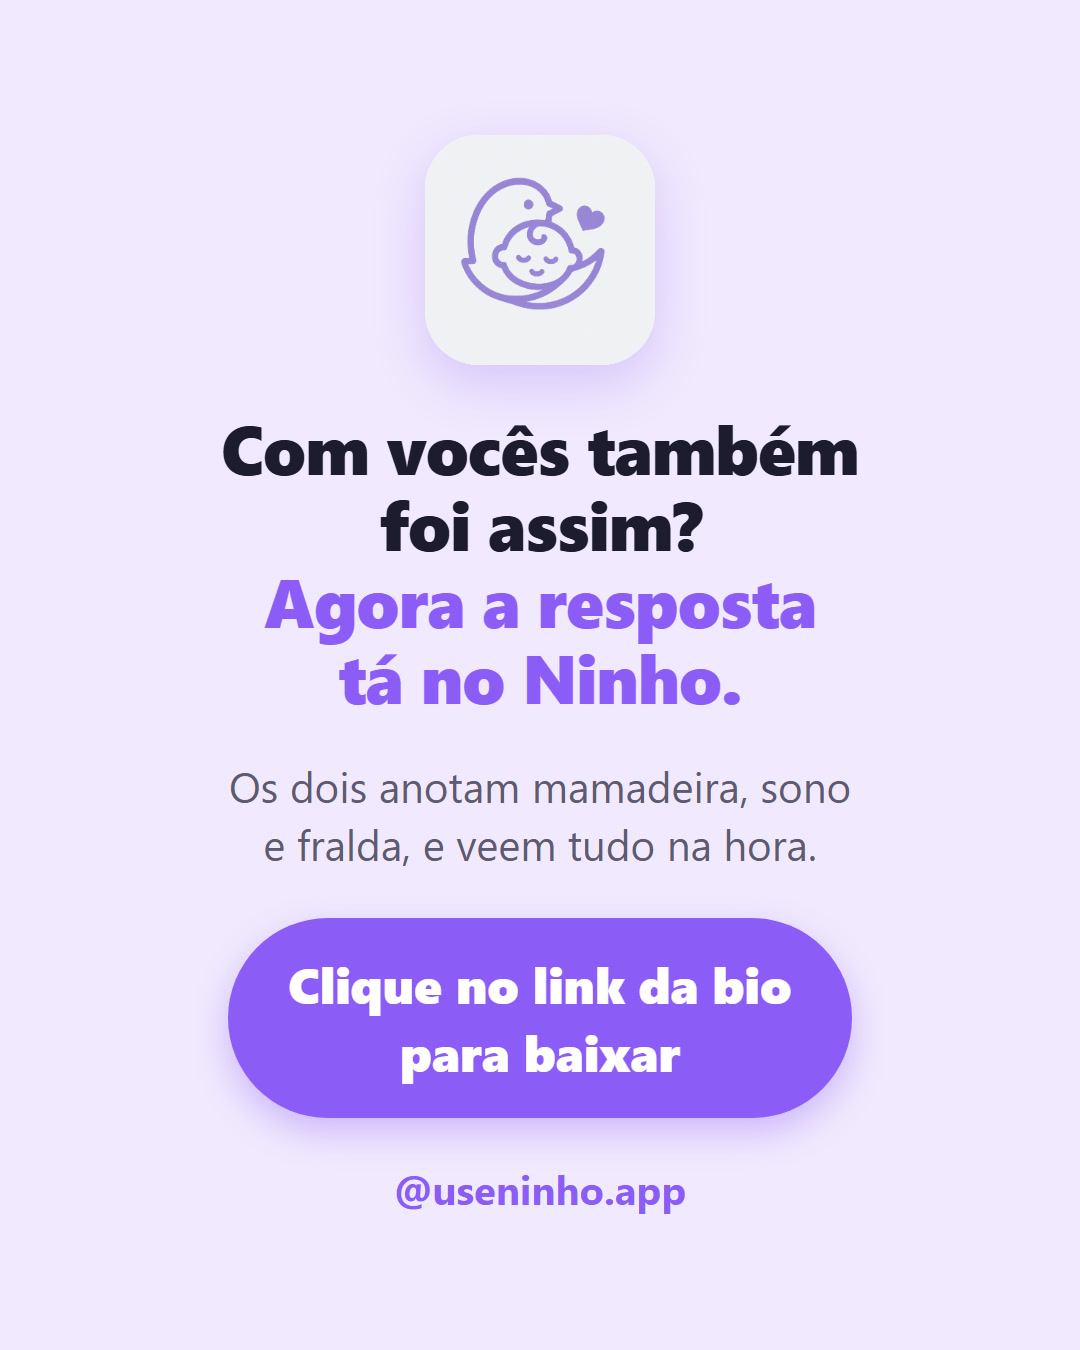 Com vocês também
foi assim?
Agora a resposta
tá no Ninho.
Os dois anotam mamadeira, sono
e fralda, e veem tudo na hora.
Clique no link da bio
para baixar
@useninho.app